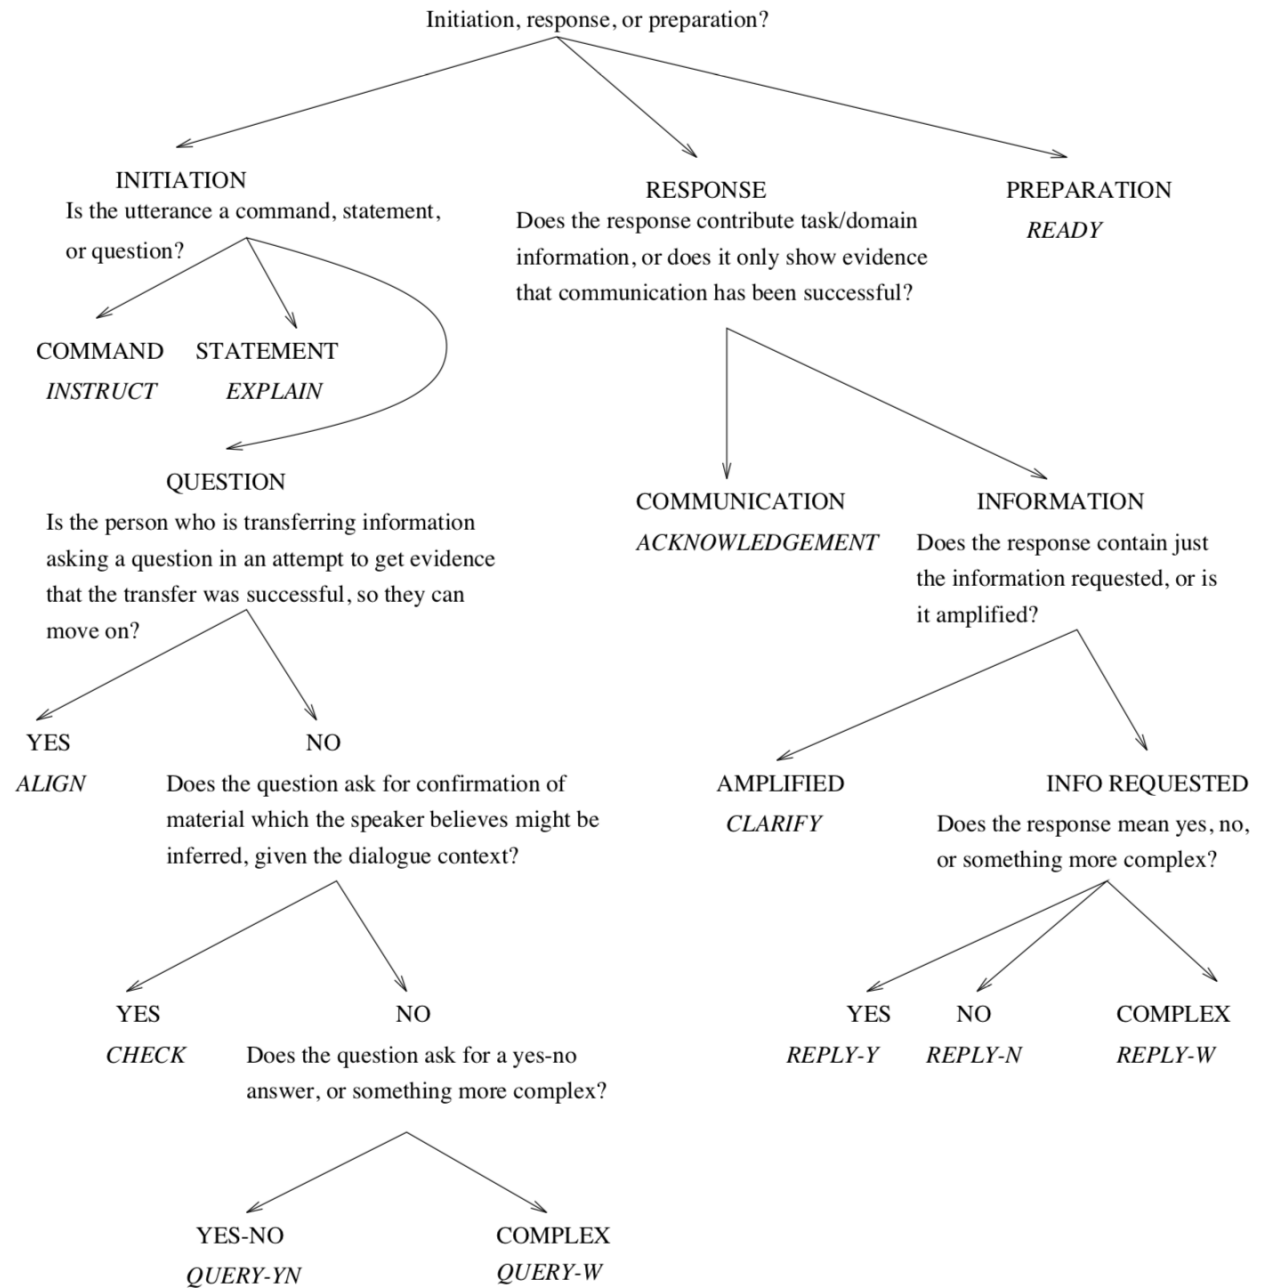 Initiation, response, or preparation?
INITIATION
Is the utterance a command, statement,
or question?
COMMAND
INSTRUCT
STATEMENT
EXPLAIN
QUESTION
Is the person who is transferring information
asking a question in an attempt to get evidence
that the transfer was successful, so they can
move on?
YES
ALIGN
NO
Does the question ask for confirmation of
material which the speaker believes might be
inferred, given the dialogue context?
YES
CHECK
NO
Does the question ask for a yes-no
answer, or something more complex?
YES-NO
QUERY-YN
COMPLEX
QUERY-W
RESPONSE
Does the response contribute task/domain
information, or does it only show evidence
that communication has been successful?
COMMUNICATION
ACKNOWLEDGEMENT
INFORMATION
Does the response contain just
the information requested, or is
it amplified?
AMPLIFIED
CLARIFY
INFO REQUESTED
Does the response mean yes, no,
or something more complex?
YES
REPLY-Y
NO
REPLY-N
COMPLEX
REPLY-W
PREPARATION
READY